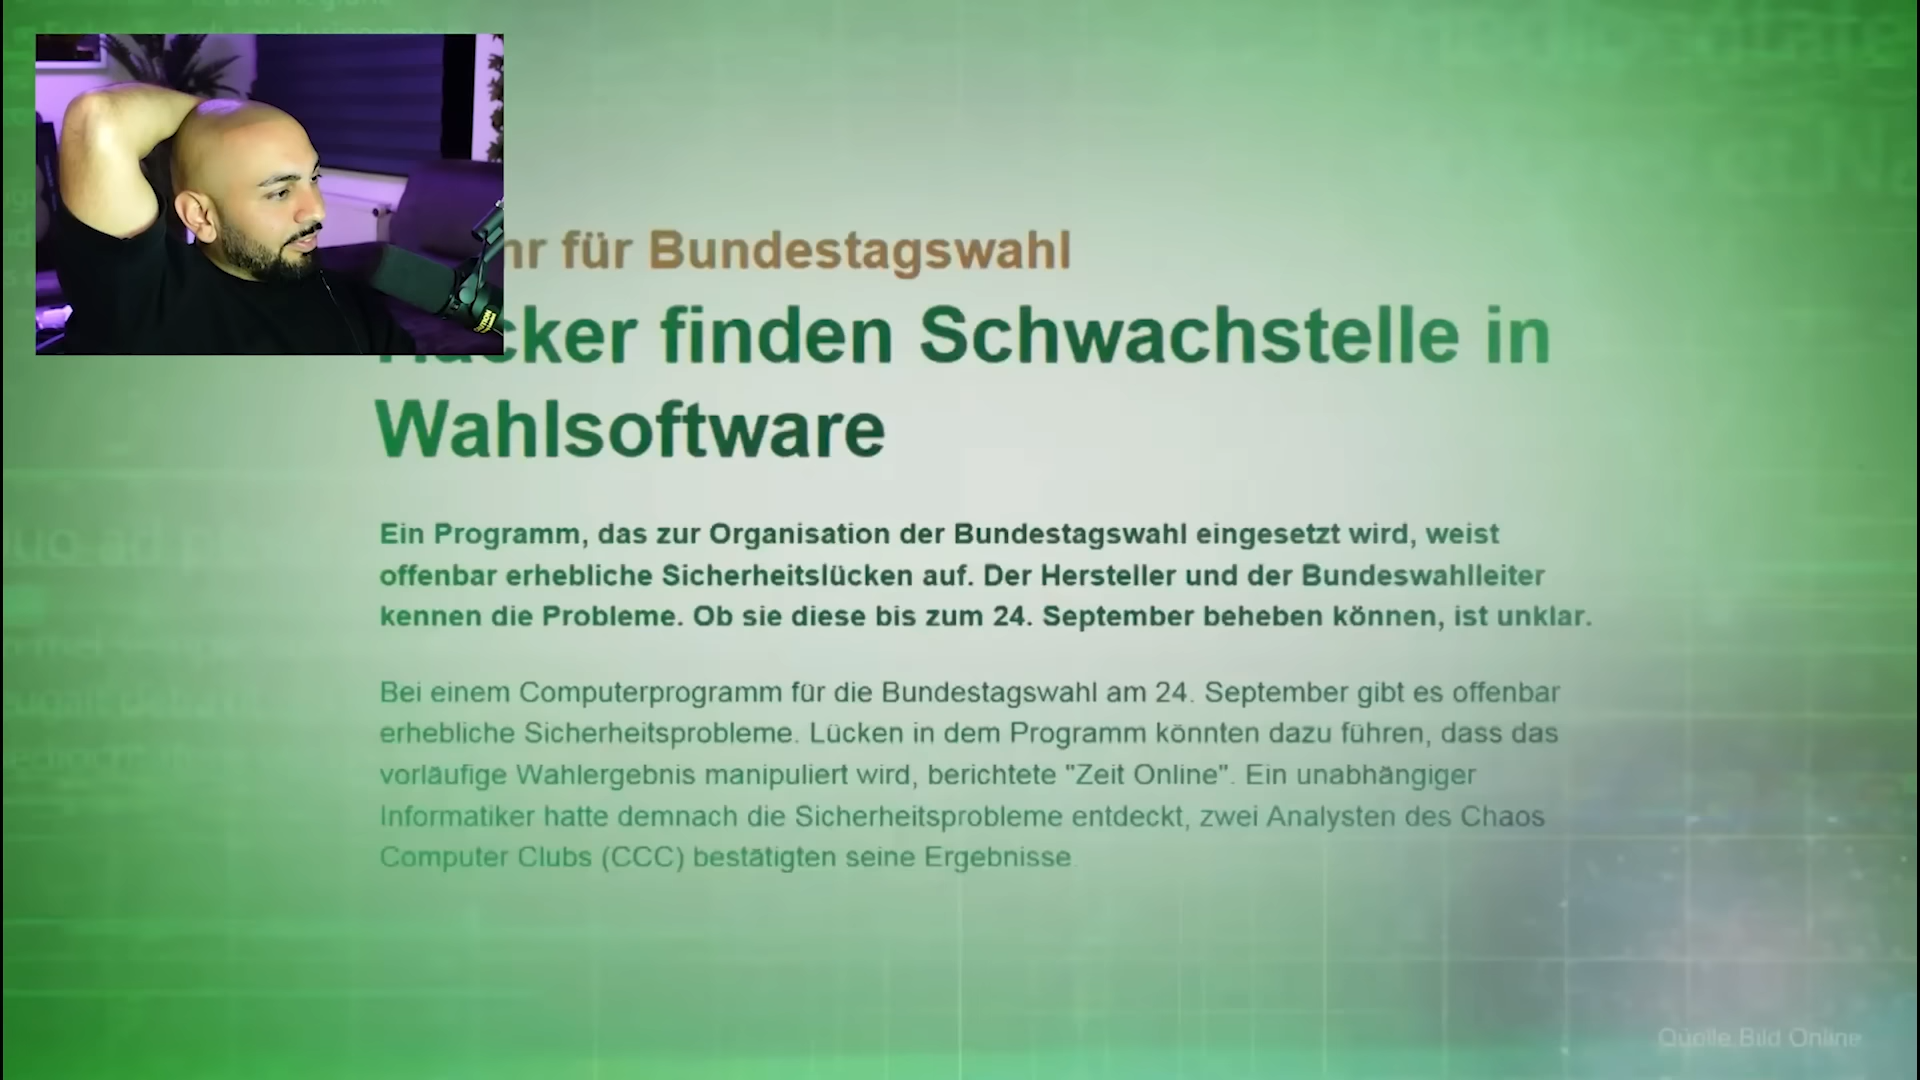 für Bundestagswahl
finden Schwachstelle in
Wahlsoftware
Ein Programm, das zur Organisation der Bundestagswahl eingesetzt wird, weist
offenbar erhebliche Sicherheitslücken auf. Der Hersteller und der Bundeswahlleiter
kennen die Probleme. Ob sie diese bis zum 24. September beheben können, ist unklar.
Bei einem Computerprogramm für die Bundestagswahl am 24. September gibt es offenbar
erhebliche Sicherheitsprobleme. Lücken in dem Programm könnten dazu führen, dass das
vorläufige Wahlergebnis manipuliert wird, berichtete "Zeit Online". Ein unabhängiger
Informatiker hatte demnach die Sicherheitsprobleme entdeckt, zwei Analysten des Chaos
Computer Clubs (CCC) bestätigten seine Ergebnisse
Quelle Bild Online